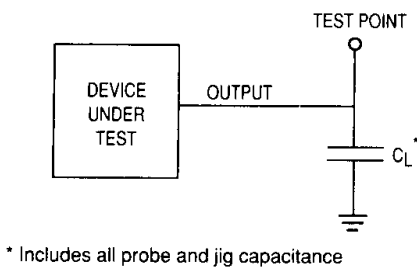 TEST POINT
DEVICE
UNDER
TEST
OUTPUT
CL*
* Includes all probe and jig capacitance